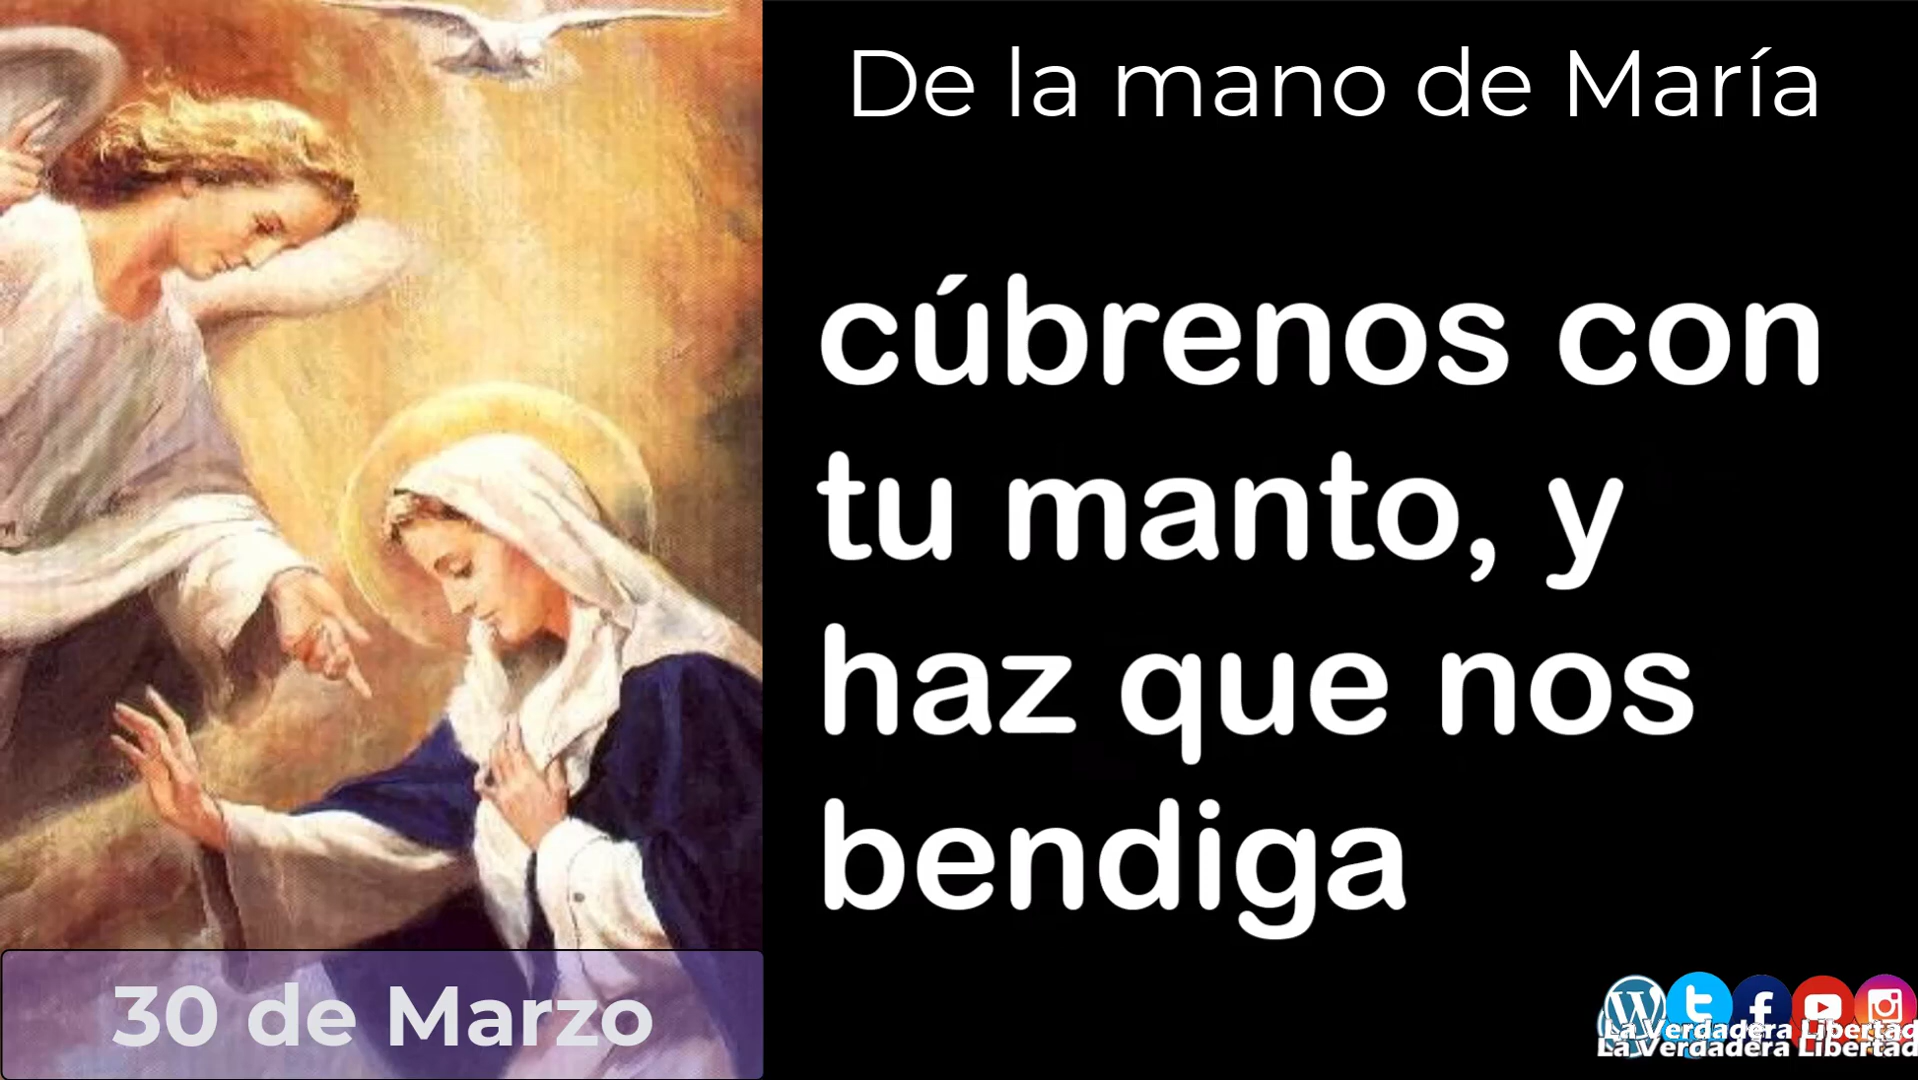 De la mano de María
cúbrenos con
tu manto, y
haz que nos
bendiga
30 de Marzo
La Verdadera Libertad
La Verdadera Libertad